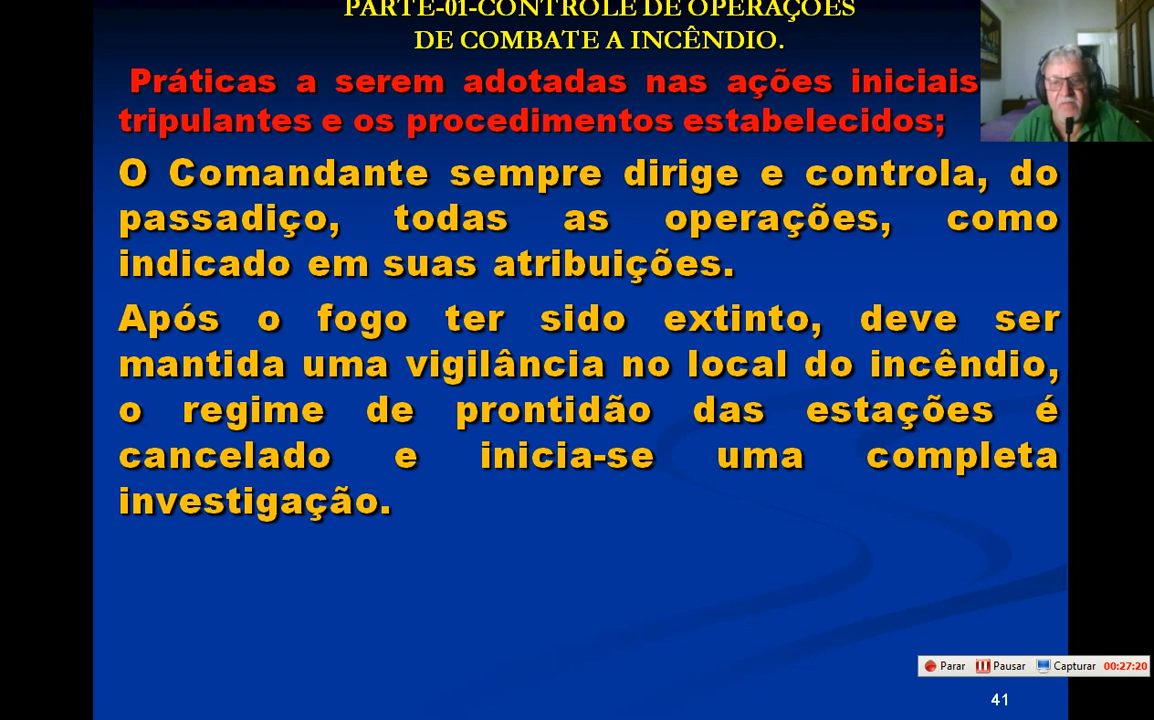 PARTE-01-CONTROLE DE OPERAÇÕES
DE COMBATE A INCÊNDIO.
Práticas a serem adotadas nas ações iniciais
tripulantes e os procedimentos estabelecidos;
O Comandante sempre dirige e controla, do
passadiço, todas as operações, como
indicado em suas atribuições.
Após o fogo ter sido extinto, deve ser
mantida uma vigilância no local do incêndio,
o regime de prontidão das estações é
cancelado e inicia-se uma completa
investigação.
Parar Pausar Capturar 00:27:20
41